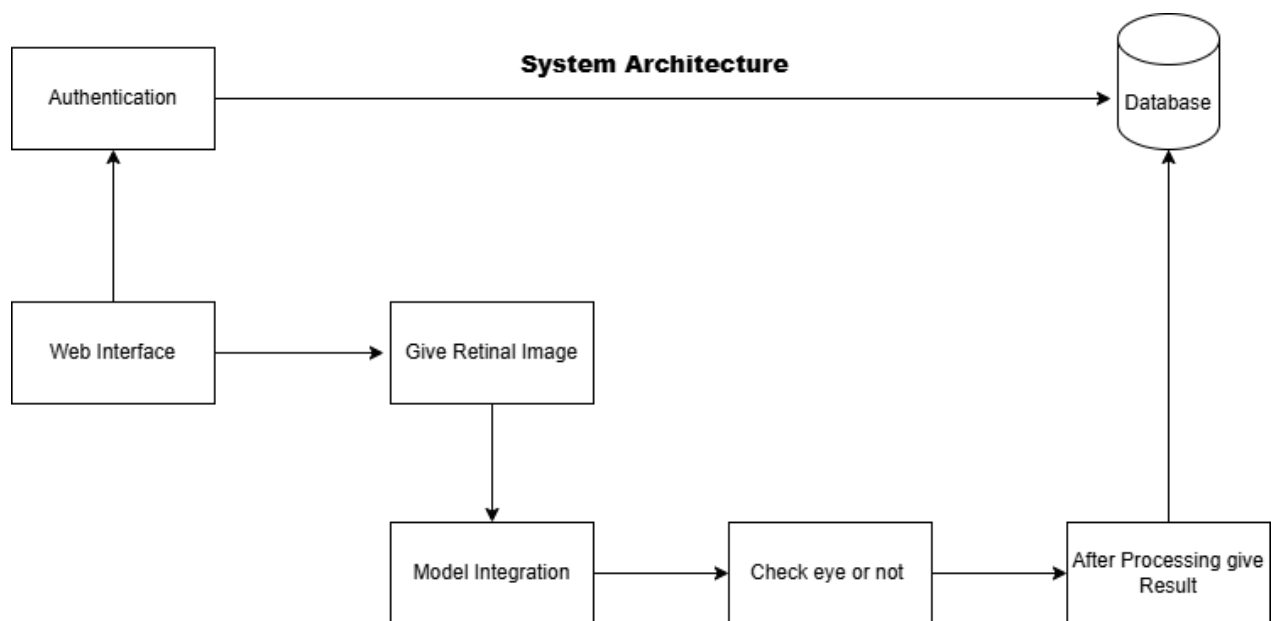 System Architecture
Authentication
Database
Web Interface
Give Retinal Image
Model Integration
Check eye or not
After Processing give
Result